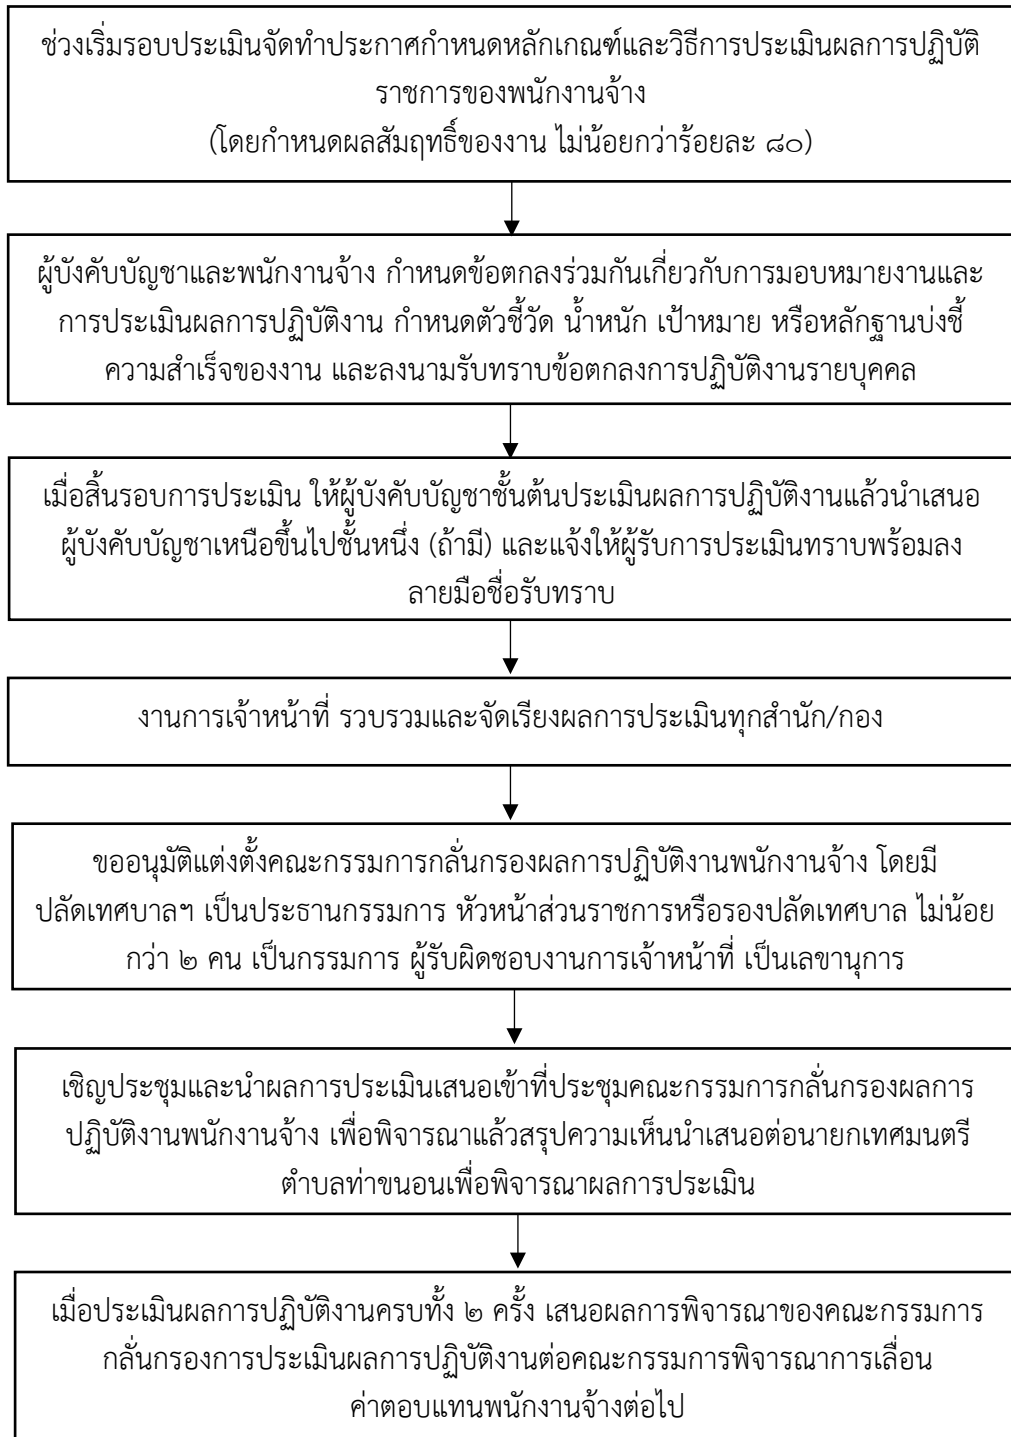 ช่วงเริ่มรอบประเมินจัดทำประกาศกำหนดหลักเกณฑ์และวิธีการประเมินผลการปฏิบัติ
ราชการของพนักงานจ้าง
(โดยกำหนดผลสัมฤทธิ์ของงาน ไม่น้อยกว่าร้อยละ ๘๐)
ผู้บังคับบัญชาและพนักงานจ้าง กำหนดข้อตกลงร่วมกันเกี่ยวกับการมอบหมายงานและ
การประเมินผลการปฏิบัติงาน กำหนดตัวชี้วัด น้ำหนัก เป้าหมาย หรือหลักฐานบ่งชี้
ความสำเร็จของงาน และลงนามรับทราบข้อตกลงการปฏิบัติงานรายบุคคล
เมื่อสิ้นรอบการประเมิน ให้ผู้บังคับบัญชาชั้นต้นประเมินผลการปฏิบัติงานแล้วนำเสนอ
ผู้บังคับบัญชาเหนือขึ้นไปชั้นหนึ่ง (ถ้ามี) และแจ้งให้ผู้รับการประเมินทราบพร้อมลง
ลายมือชื่อรับทราบ
งานการเจ้าหน้าที่ รวบรวมและจัดเรียงผลการประเมินทุกสำนัก/กอง
ขออนุมัติแต่งตั้งคณะกรรมการกลั่นกรองผลการปฏิบัติงานพนักงานจ้าง โดยมี
ปลัดเทศบาลฯ เป็นประธานกรรมการ หัวหน้าส่วนราชการหรือรองปลัดเทศบาล ไม่น้อย
กว่า ๒ คน เป็นกรรมการ ผู้รับผิดชอบงานการเจ้าหน้าที่ เป็นเลขานุการ
เชิญประชุมและนำผลการประเมินเสนอเข้าที่ประชุมคณะกรรมการกลั่นกรองผลการ
ปฏิบัติงานพนักงานจ้าง เพื่อพิจารณาแล้วสรุปความเห็นนำเสนอต่อนายกเทศมนตรี
ตำบลท่าขนอนเพื่อพิจารณาผลการประเมิน
เมื่อประเมินผลการปฏิบัติงานครบทั้ง ๒ ครั้ง เสนอผลการพิจารณาของคณะกรรมการ
กลั่นกรองการประเมินผลการปฏิบัติงานต่อคณะกรรมการพิจารณาการเลื่อน
ค่าตอบแทนพนักงานจ้างต่อไป